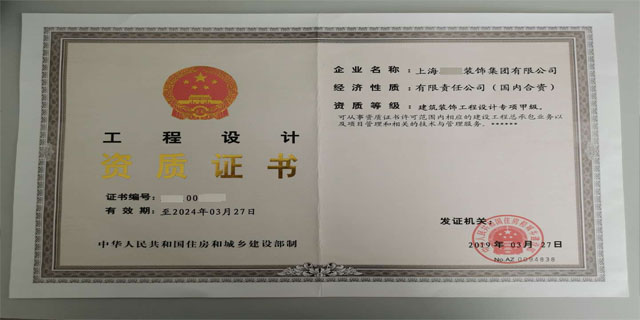 工程设计
资质证书
证书编号: 00
有效期: 至2024年03月27日
中华人民共和国住房和城乡建设部制
企业名称: 上海 装饰集团有限公司
经济性质: 有限责任公司(国内合资)
资质等级: 建筑装饰工程设计专项甲级。
可从事资质证书许可范围内相应的建设工程总承包业务以
及项目管理和相关的技术与管理服务。******
发证机关:
2019年03月27日
No.AZ 0094838